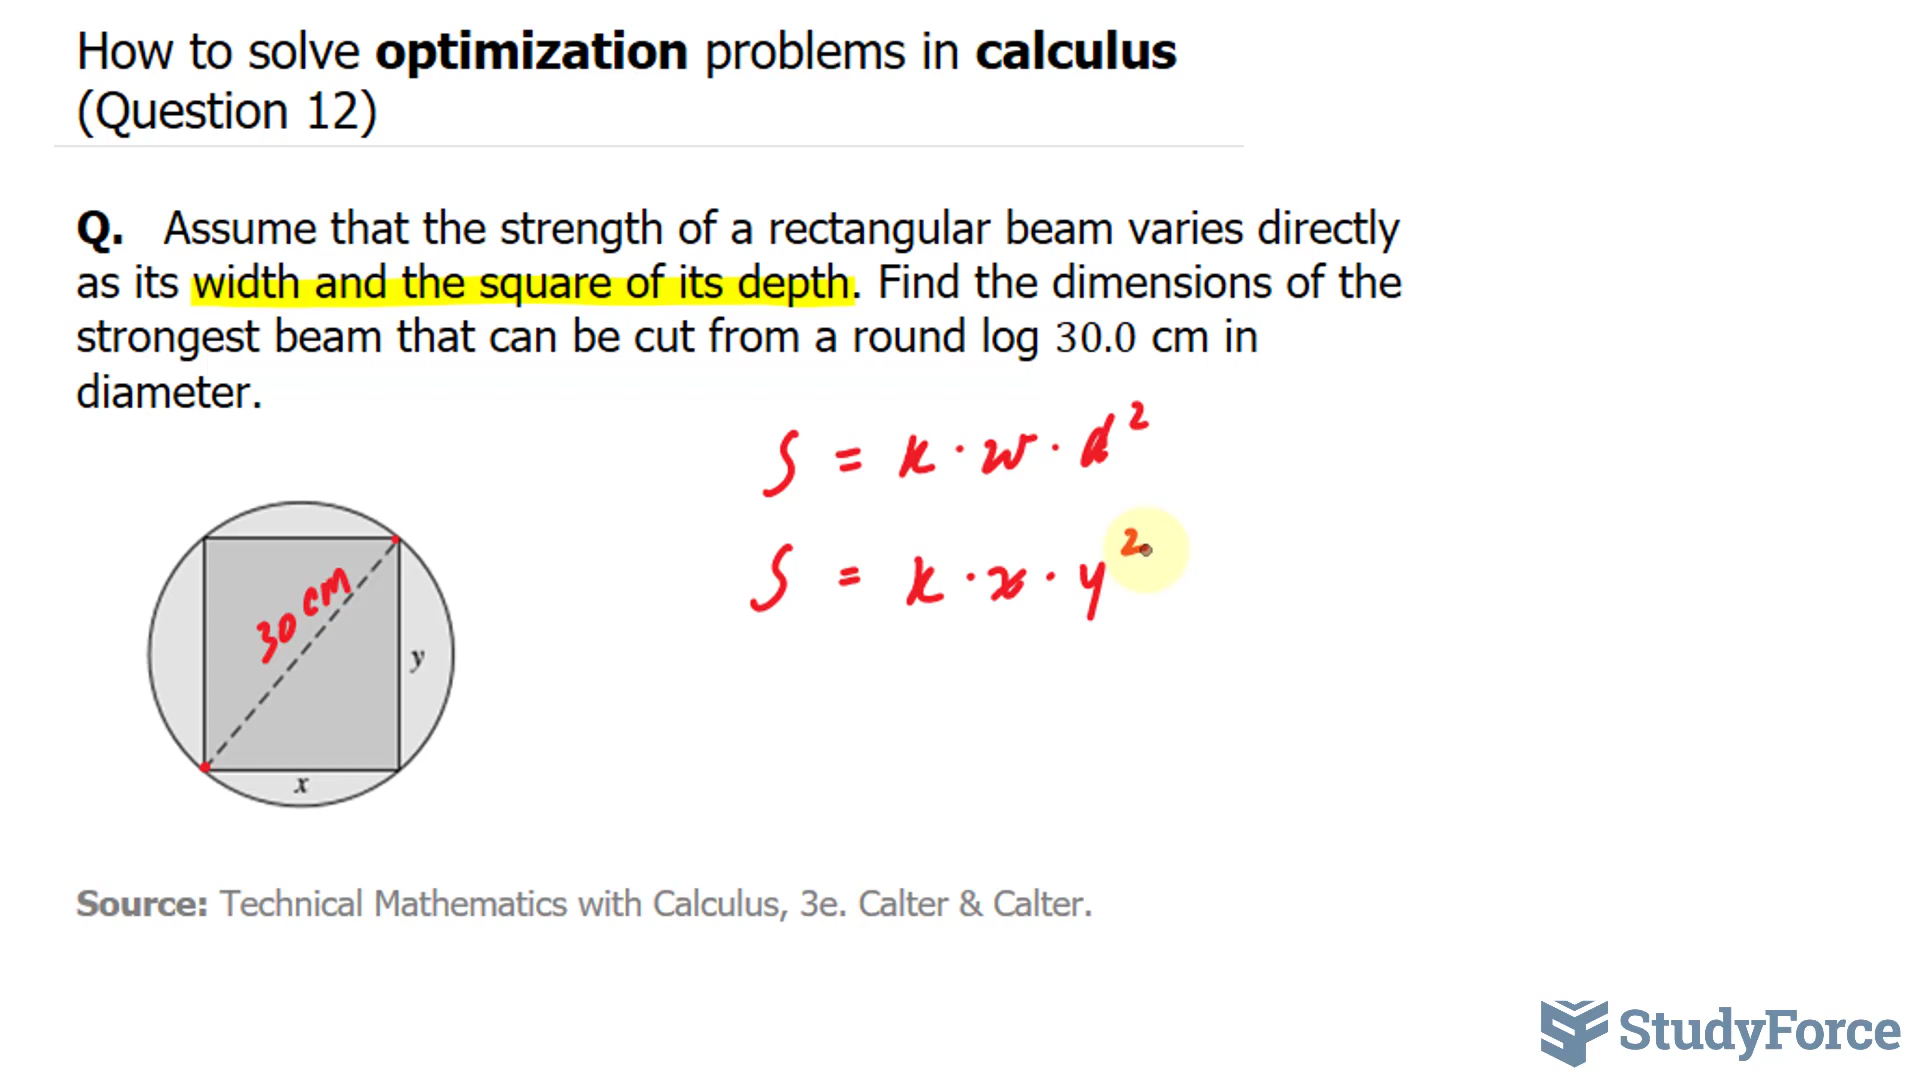 How to solve optimization problems in calculus
(Question 12)
Q. Assume that the strength of a rectangular beam varies directly
as its width and the square of its depth. Find the dimensions of the
strongest beam that can be cut from a round log 30.0 cm in
diameter.
S = k · w · d²
S = k · x · y²
30 cm
y
x
Source: Technical Mathematics with Calculus, 3e. Calter & Calter.
StudyForce